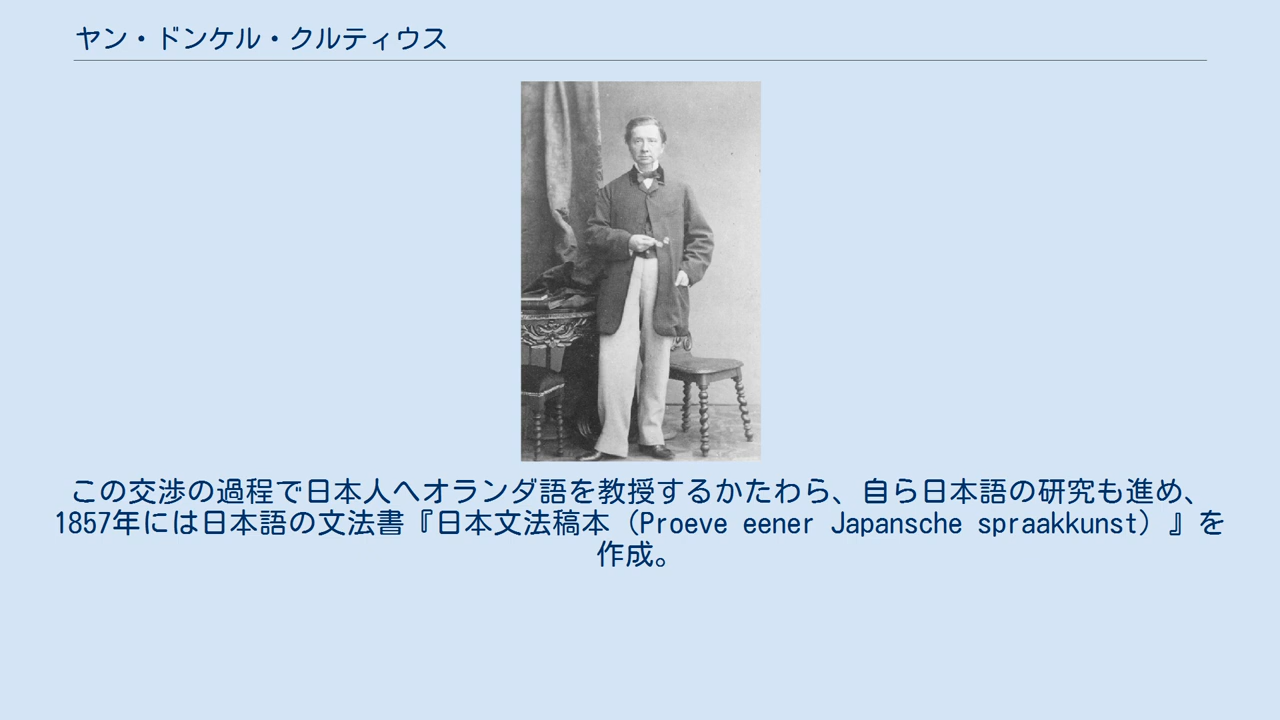 ヤン・ドンケル・クルティウス
この交渉の過程で日本人へオランダ語を教授するかたわら、自ら日本語の研究も進め、
1857年には日本語の文法書『日本文法稿本（Proeve eener Japansche spraakkunst）』を
作成。